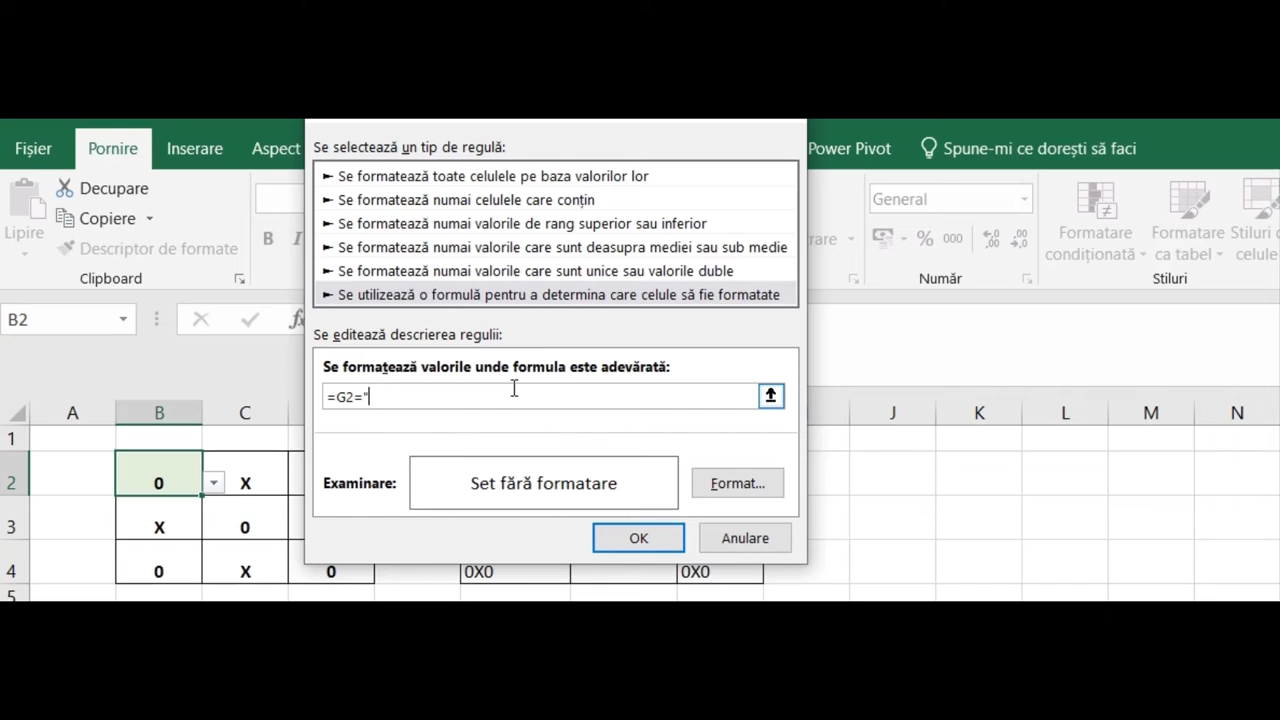 Fișier Pornire Inserare Aspect Power Pivot Spune-mi ce dorești să faci
Lipire
Decupare
Copiere
Descriptor de formate
Clipboard
B I
General
% 000
Număr
Formatare condiționată
Formatare ca tabel
Stiluri
Stiluri
Se selectează un tip de regulă:
► Se formatează toate celulele pe baza valorilor lor
► Se formatează numai celulele care conțin
► Se formatează numai valorile de rang superior sau inferior
► Se formatează numai valorile care sunt deasupra mediei sau sub medie
► Se formatează numai valorile care sunt unice sau valorile duble
► Se utilizează o formulă pentru a determina care celule să fie formatate
Se editează descrierea regulii:
Se formatează valorile unde formula este adevărată:
=G2="
Examinare: Set fără formatare Format...
OK Anulare
B2 fx
A B C J K L M N
1
2 0 X
3 X 0
4 0 X 0 0X0 0X0
5